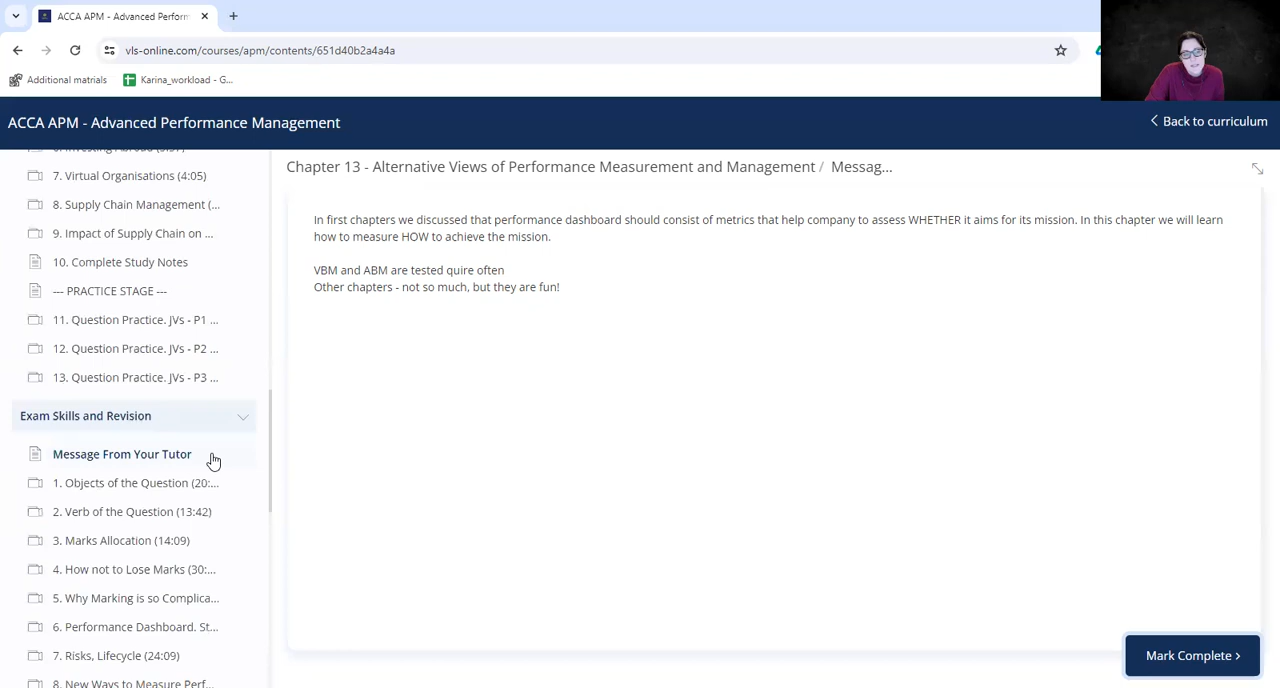 ACCA APM - Advanced Perform
vls-online.com/courses/apm/contents/651d40b2a4a4a
Additional matrials
Karina_workload - G...
ACCA APM - Advanced Performance Management
Back to curriculum
7. Virtual Organisations (4:05)
8. Supply Chain Management (...
9. Impact of Supply Chain on ...
10. Complete Study Notes
--- PRACTICE STAGE ---
11. Question Practice. JVs - P1 ...
12. Question Practice. JVs - P2 ...
13. Question Practice. JVs - P3 ...
Exam Skills and Revision
Message From Your Tutor
1. Objects of the Question (20:...
2. Verb of the Question (13:42)
3. Marks Allocation (14:09)
4. How not to Lose Marks (30:...
5. Why Marking is so Complica...
6. Performance Dashboard. St...
7. Risks, Lifecycle (24:09)
8. New Ways to Measure Perf...
Chapter 13 - Alternative Views of Performance Measurement and Management / Messag...
In first chapters we discussed that performance dashboard should consist of metrics that help company to assess WHETHER it aims for its mission. In this chapter we will learn
how to measure HOW to achieve the mission.
VBM and ABM are tested quire often
Other chapters - not so much, but they are fun!
Mark Complete ›